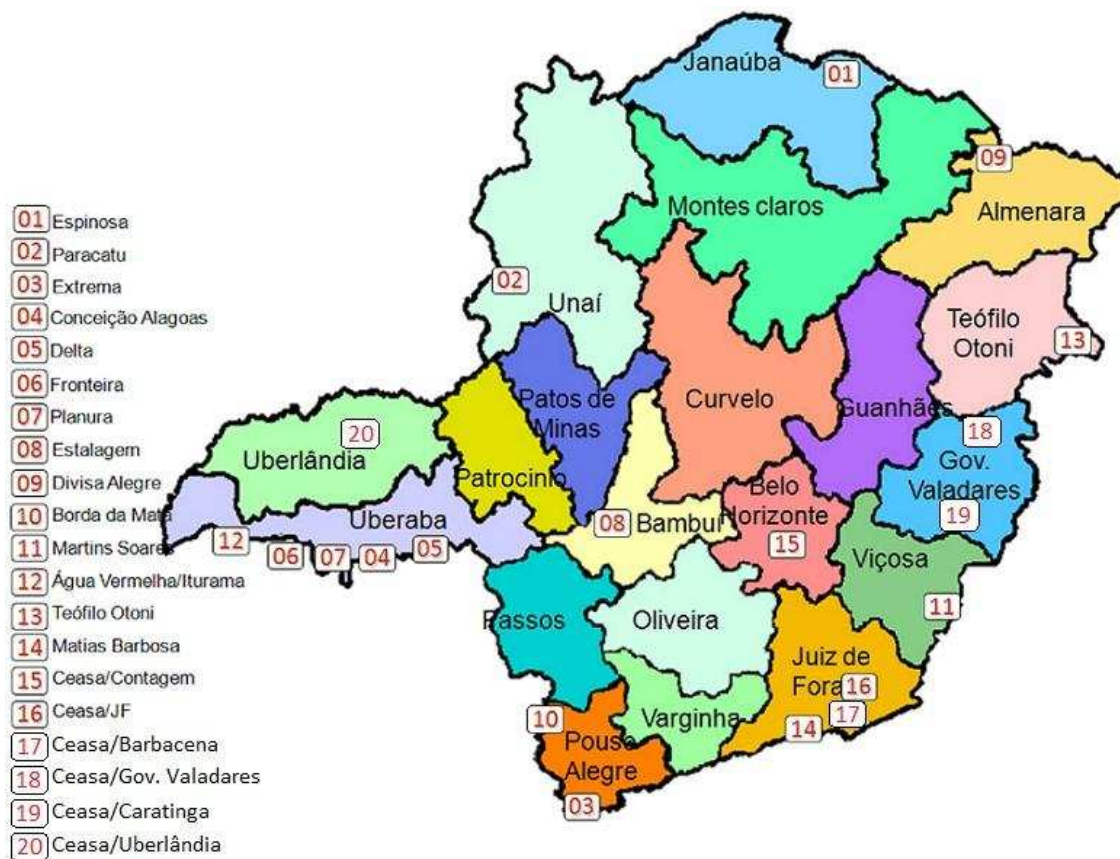 01 Espinosa
02 Paracatu
03 Extrema
04 Conceição Alagoas
05 Delta
06 Fronteira
07 Planura
08 Estalagem
09 Divisa Alegre
10 Borda da Mata
11 Martins Soares
12 Água Vermelha/Iturama
13 Teófilo Otoni
14 Matias Barbosa
15 Ceasa/Contagem
16 Ceasa/JF
17 Ceasa/Barbacena
18 Ceasa/Gov. Valadares
19 Ceasa/Caratinga
20 Ceasa/Uberlândia
Janaúba
01
09
Montes claros
Almenara
02
Unaí
Teófilo
Otoni
13
Patos de
Minas
Curvelo
Guanhães
18
20
Uberlândia
Gov.
Valadares
19
Patrocinio
Belo
Horizonte
15
Uberaba
08
Bambuí
12
06
07
04
05
Viçosa
11
Passos
Oliveira
Juiz de
Fora
16
17
14
Varginha
10
Pouso
Alegre
03